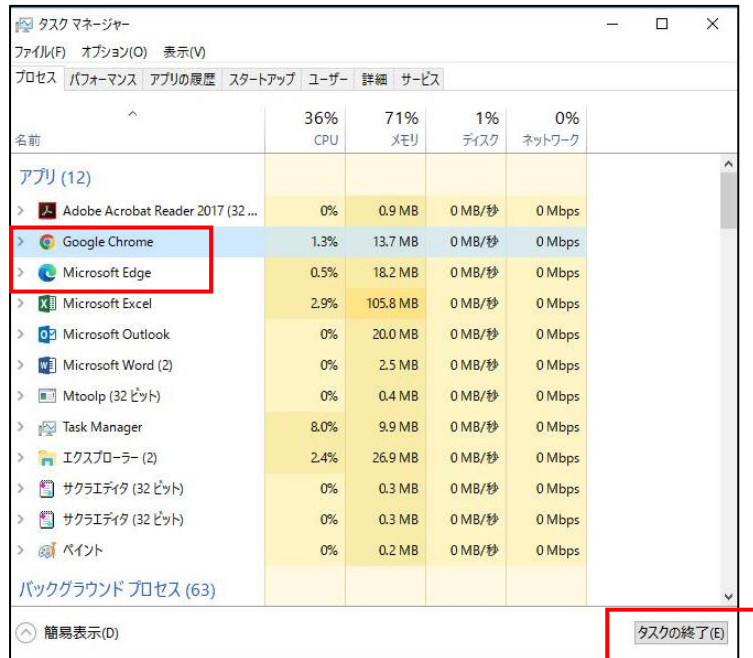 タスク マネージャー
ファイル(F) オプション(O) 表示(V)
プロセス パフォーマンス アプリの履歴 スタートアップ ユーザー 詳細 サービス
36% 71% 1% 0%
名前 CPU メモリ ディスク ネットワーク
アプリ (12)
Adobe Acrobat Reader 2017 (32 ... 0% 0.9 MB 0 MB/秒 0 Mbps
Google Chrome 1.3% 13.7 MB 0 MB/秒 0 Mbps
Microsoft Edge 0.5% 18.2 MB 0 MB/秒 0 Mbps
Microsoft Excel 2.9% 105.8 MB 0 MB/秒 0 Mbps
Microsoft Outlook 0% 20.0 MB 0 MB/秒 0 Mbps
Microsoft Word (2) 0% 2.5 MB 0 MB/秒 0 Mbps
Mtoolp (32 ビット) 0% 0.4 MB 0 MB/秒 0 Mbps
Task Manager 8.0% 9.9 MB 0 MB/秒 0 Mbps
エクスプローラー (2) 2.4% 26.9 MB 0 MB/秒 0 Mbps
サクラエディタ (32 ビット) 0% 0.3 MB 0 MB/秒 0 Mbps
サクラエディタ (32 ビット) 0% 0.3 MB 0 MB/秒 0 Mbps
ペイント 0% 0.2 MB 0 MB/秒 0 Mbps
バックグラウンド プロセス (63)
簡易表示(D) タスクの終了(E)